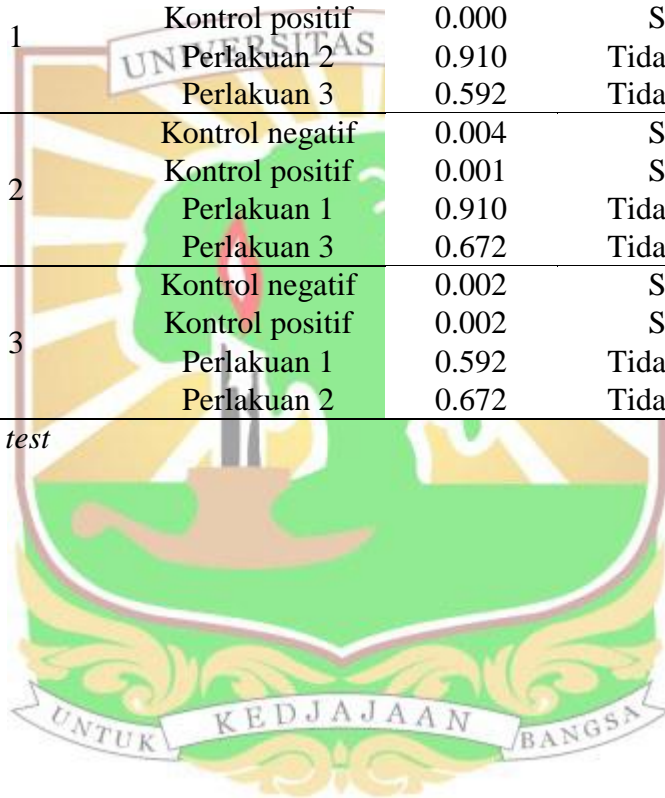 1 Kontrol positif 0.000 S
Perlakuan 2 0.910 Tida
Perlakuan 3 0.592 Tida
2 Kontrol negatif 0.004 S
Kontrol positif 0.001 S
Perlakuan 1 0.910 Tida
Perlakuan 3 0.672 Tida
3 Kontrol negatif 0.002 S
Kontrol positif 0.002 S
Perlakuan 1 0.592 Tida
Perlakuan 2 0.672 Tida
test
UNIVERSITAS
UNTUK KEDJAJAAN BANGSA